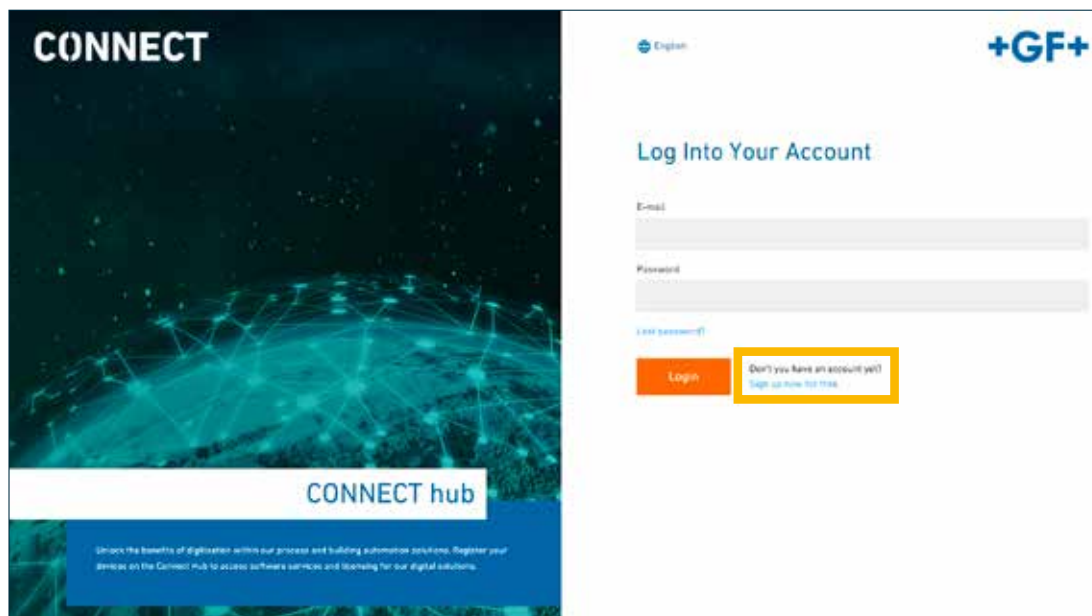 CONNECT
English
+GF+
Log Into Your Account
E-mail
Password
Lost password?
Login
Don't you have an account yet?
Sign up now for free
CONNECT hub
Unlock the benefits of digitization within our process and building automation solutions. Register your
devices on the Connect Hub to access software services and licensing for our digital solutions.